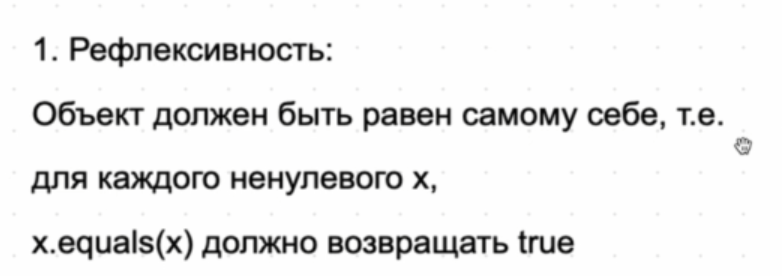 1. Рефлексивность:
Объект должен быть равен самому себе, т.е.
для каждого ненулевого x,
x.equals(x) должно возвращать true